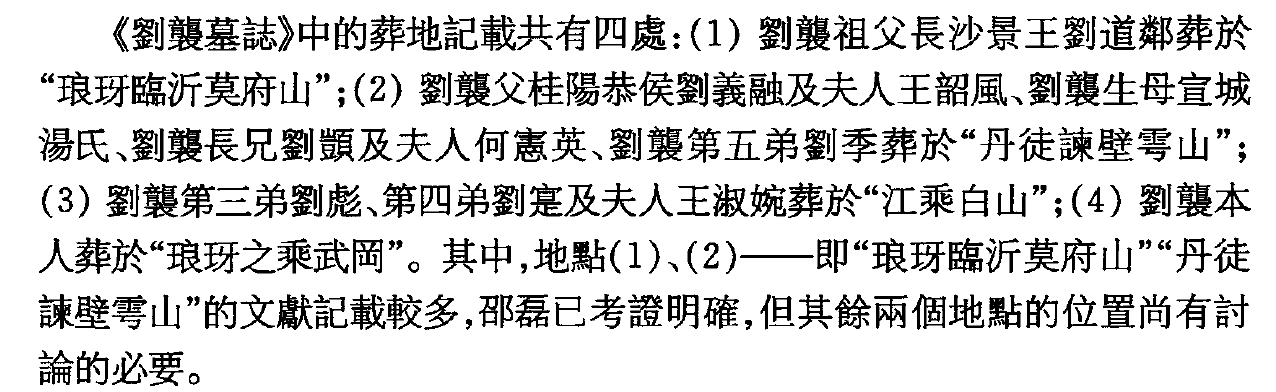 《劉襲墓誌》中的葬地記載共有四處:(1) 劉襲祖父長沙景王劉道鄰葬於
“琅玡臨沂莫府山”;(2) 劉襲父桂陽恭侯劉義融及夫人王韶風、劉襲生母宣城
湯氏、劉襲長兄劉顗及夫人何憲英、劉襲第五弟劉季葬於“丹徒諫壁雩山”;
(3) 劉襲第三弟劉彪、第四弟劉寔及夫人王淑婉葬於“江乘白山”;(4) 劉襲本
人葬於“琅玡之乘武岡”。其中,地點(1)、(2)——即“琅玡臨沂莫府山”“丹徒
諫壁雩山”的文獻記載較多,邵磊已考證明確,但其餘兩個地點的位置尚有討
論的必要。